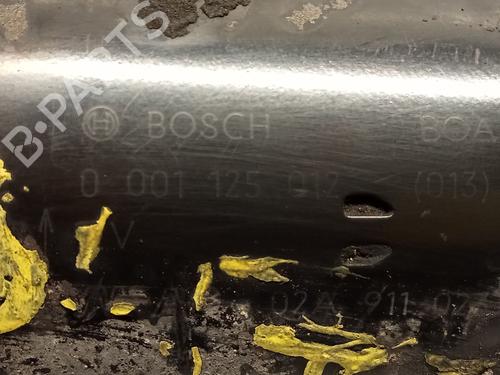 B-PARTS
BOSCH BOA
0 001 125 012 (013)
V
02A 911 02